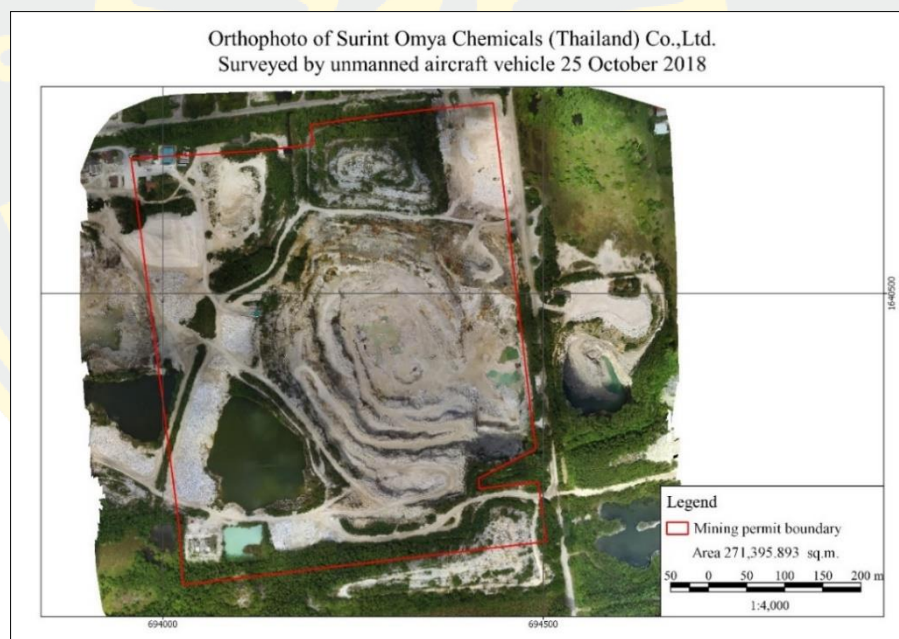 Orthophoto of Surint Omya Chemicals (Thailand) Co.,Ltd.
Surveyed by unmanned aircraft vehicle 25 October 2018
1640500
Legend
Mining permit boundary
Area 271,395.893 sq.m.
50 0 50 100 150 200 m
1:4,000
694000 694500